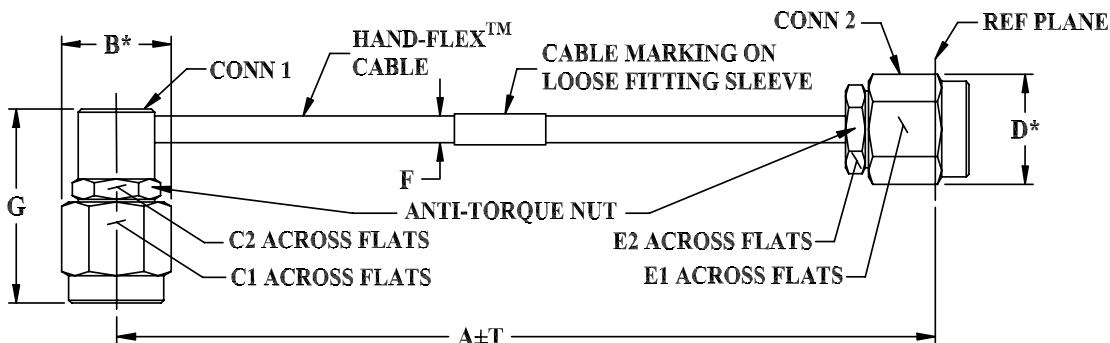 B*
CONN 1
HAND-FLEX™
CABLE
CABLE MARKING ON
LOOSE FITTING SLEEVE
CONN 2
REF PLANE
D*
F
G
ANTI-TORQUE NUT
C2 ACROSS FLATS
C1 ACROSS FLATS
E2 ACROSS FLATS
E1 ACROSS FLATS
A±T